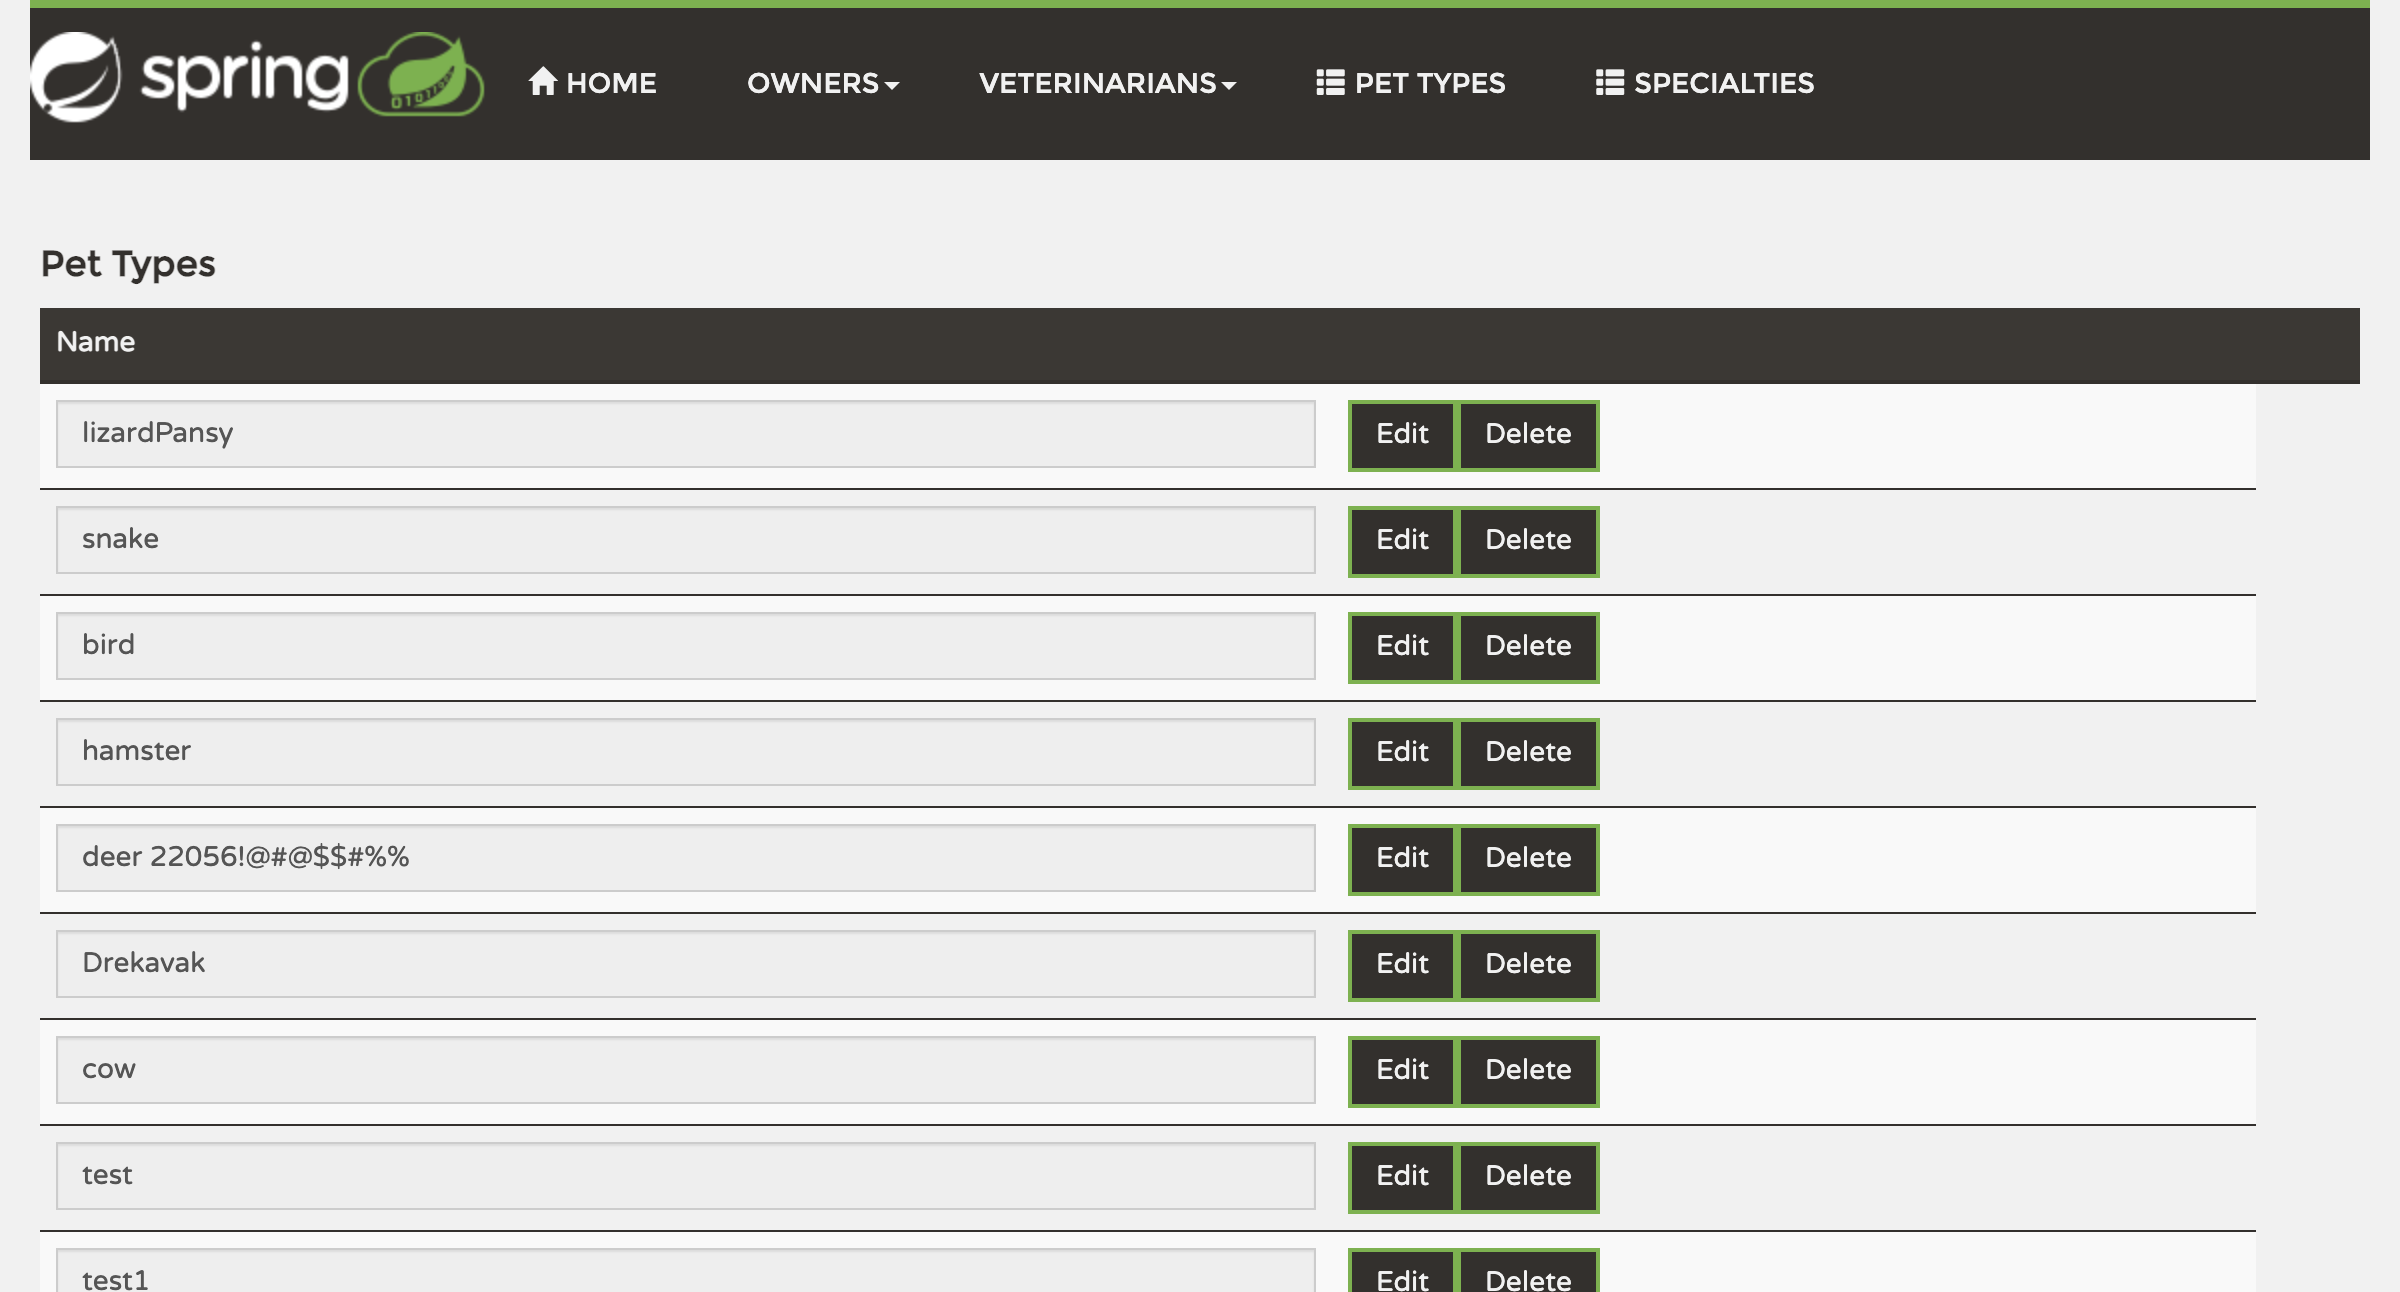 spring HOME OWNERS VETERINARIANS PET TYPES SPECIALTIES
Pet Types
Name
lizardPansy Edit Delete
snake Edit Delete
bird Edit Delete
hamster Edit Delete
deer 22056!@#@$$#%% Edit Delete
Drekavak Edit Delete
cow Edit Delete
test Edit Delete
test1 Edit Delete